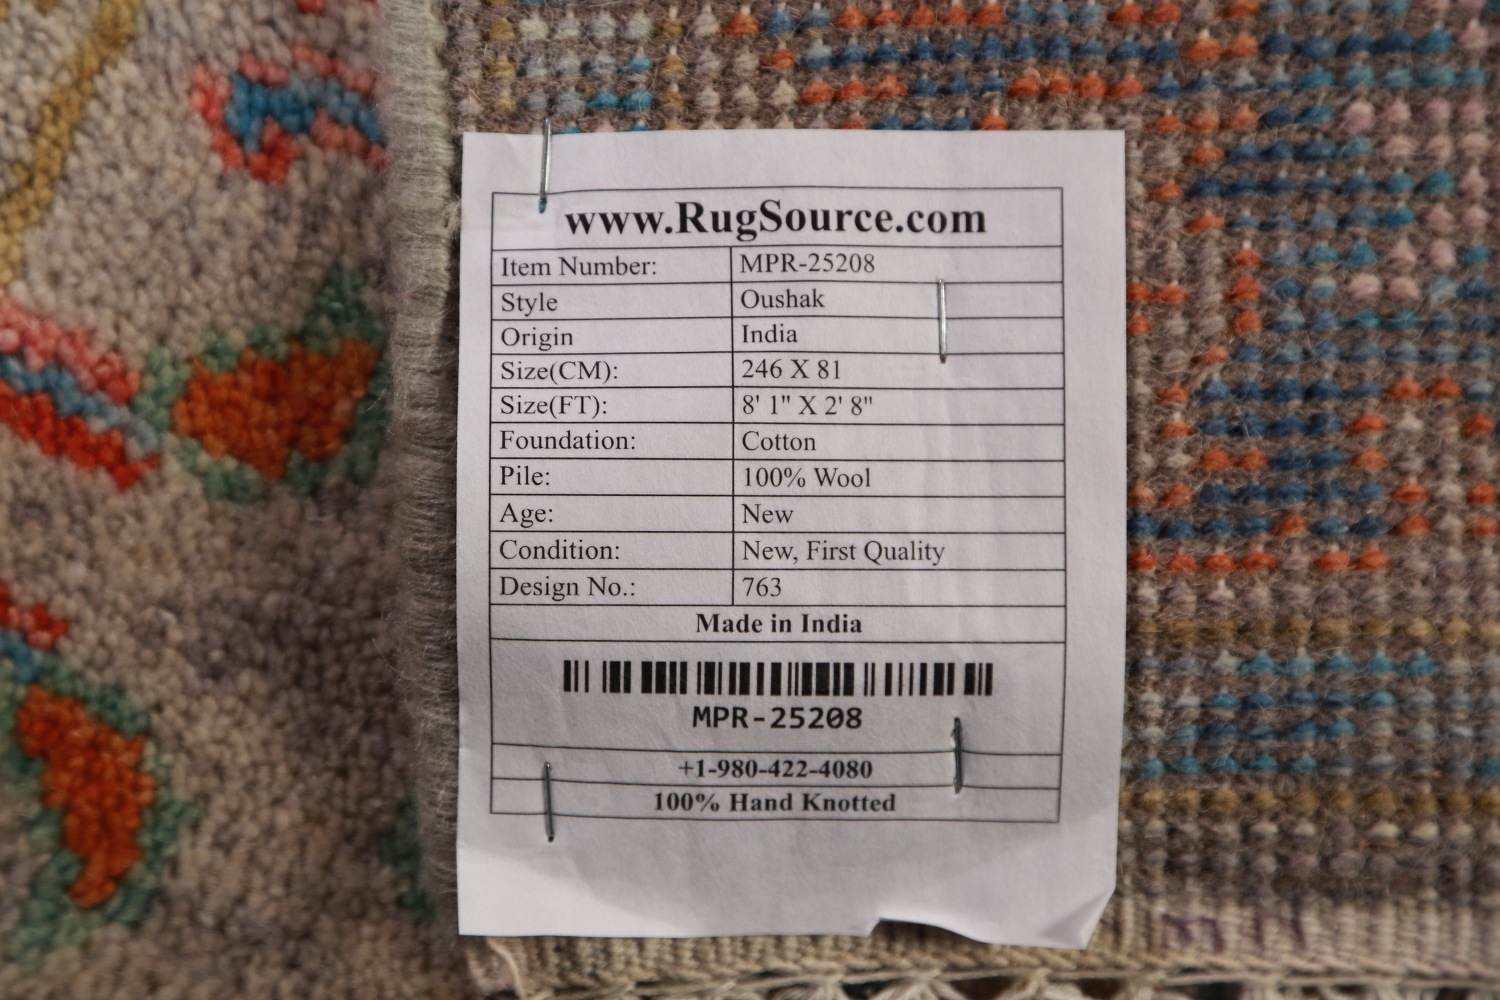 www.RugSource.com
Item Number: MPR-25208
Style Oushak
Origin India
Size(CM): 246 X 81
Size(FT): 8' 1" X 2' 8"
Foundation: Cotton
Pile: 100% Wool
Age: New
Condition: New, First Quality
Design No.: 763
Made in India
MPR-25208
+1-980-422-4080
100% Hand Knotted